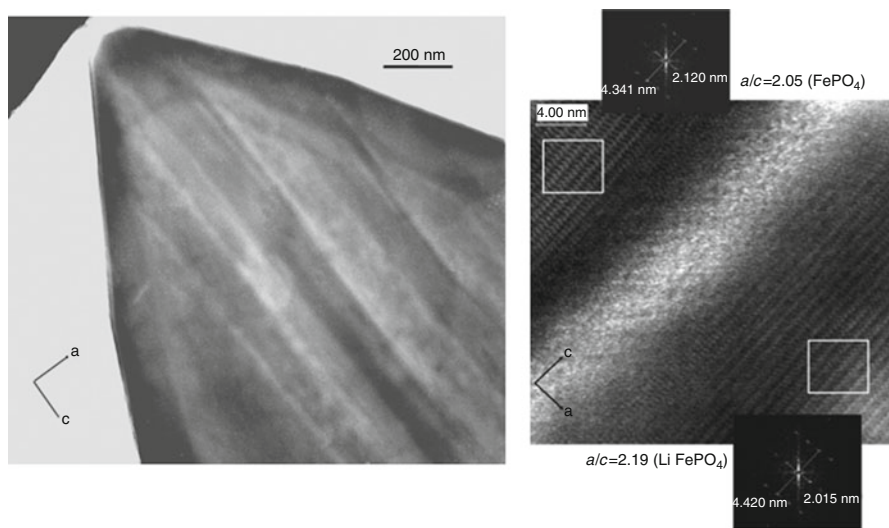 200 nm
a
c
4.341 nm
2.120 nm
a/c=2.05 (FePO₄)
4.00 nm
c
a
a/c=2.19 (Li FePO₄)
4.420 nm
2.015 nm